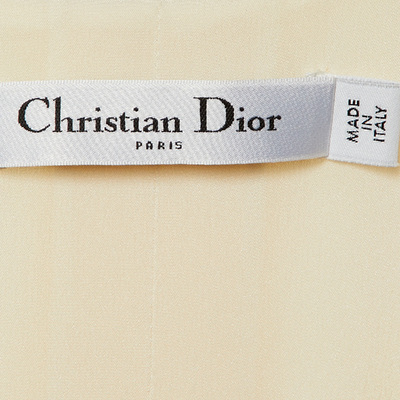 Christian Dior
PARIS
MADE
IN
ITALY